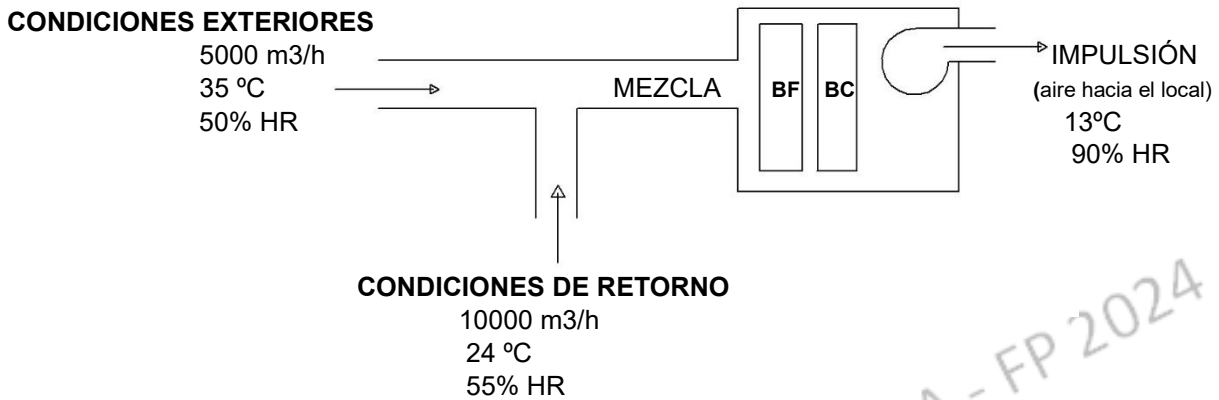 CONDICIONES EXTERIORES
5000 m3/h
35 ºC
50% HR
MEZCLA
BF
BC
IMPULSIÓN
(aire hacia el local)
13ºC
90% HR
CONDICIONES DE RETORNO
10000 m3/h
24 ºC
55% HR
- FP 2024